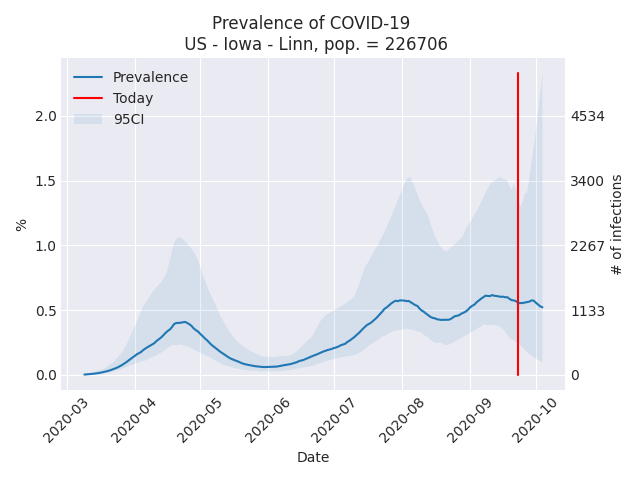 Prevalence of COVID-19
US - Iowa - Linn, pop. = 226706
Prevalence
Today
95CI
2.0
1.5
1.0
0.5
0.0
%
4534
3400
2267
1133
0
# of infections
2020-03
2020-04
2020-05
2020-06
2020-07
2020-08
2020-09
2020-10
Date